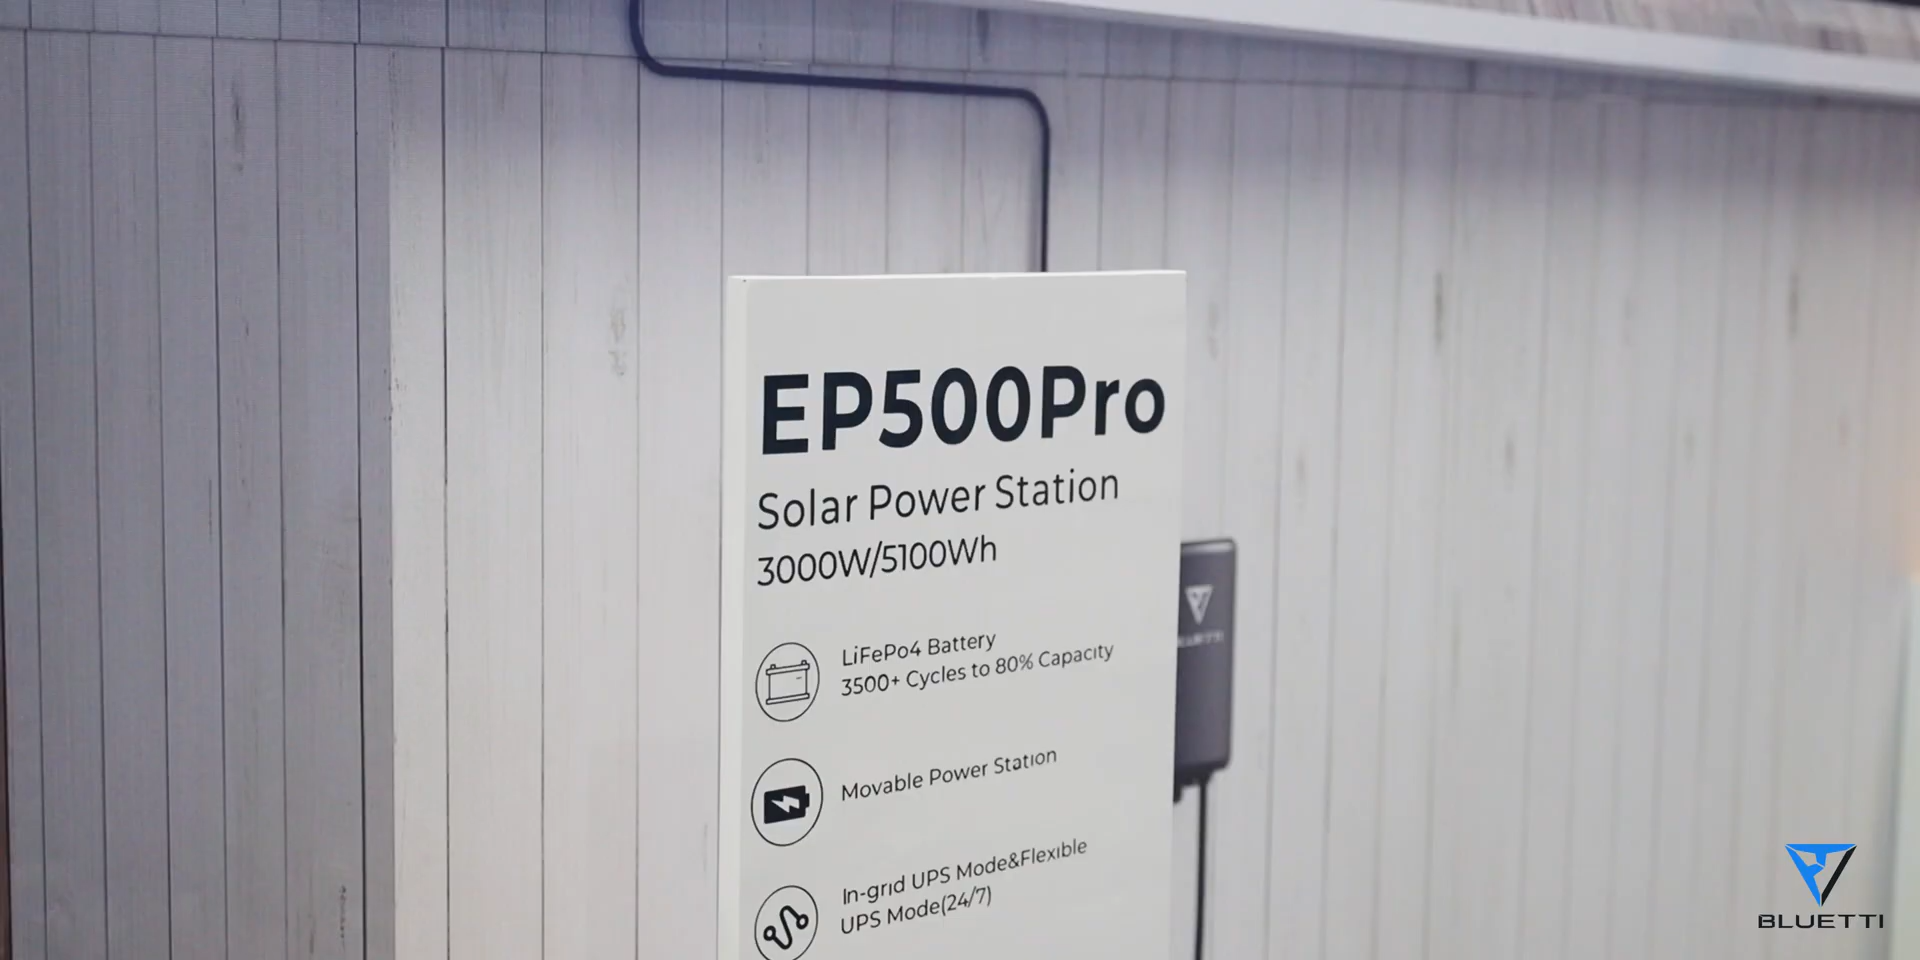 EP500Pro
Solar Power Station
3000W/5100Wh
LiFePo4 Battery
3500+ Cycles to 80% Capacity
Movable Power Station
In-grid UPS Mode&Flexible
UPS Mode(24/7)
BLUETTI
BLUETTI